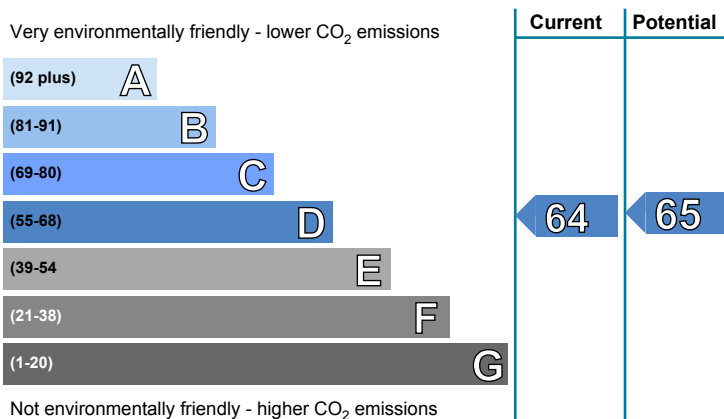 Current Potential
Very environmentally friendly - lower CO2 emissions
(92 plus) A
(81-91) B
(69-80) C
(55-68) D 64 65
(39-54 E
(21-38) F
(1-20) G
Not environmentally friendly - higher CO2 emissions